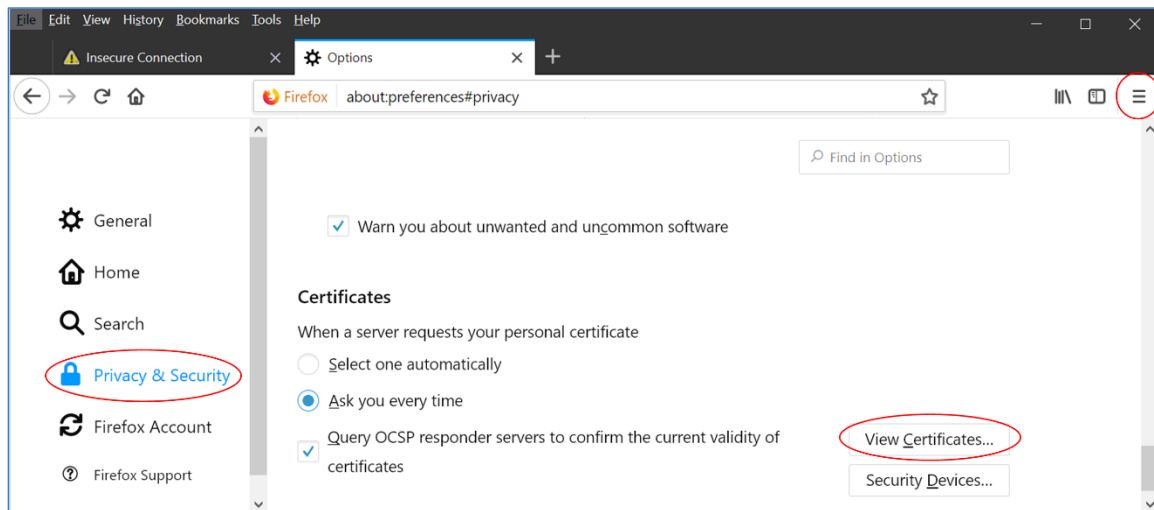 File Edit View History Bookmarks Tools Help
Insecure Connection
Options
Firefox about:preferences#privacy
Find in Options
General
Home
Search
Privacy & Security
Firefox Account
Firefox Support
Warn you about unwanted and uncommon software
Certificates
When a server requests your personal certificate
Select one automatically
Ask you every time
Query OCSP responder servers to confirm the current validity of
certificates
View Certificates...
Security Devices...